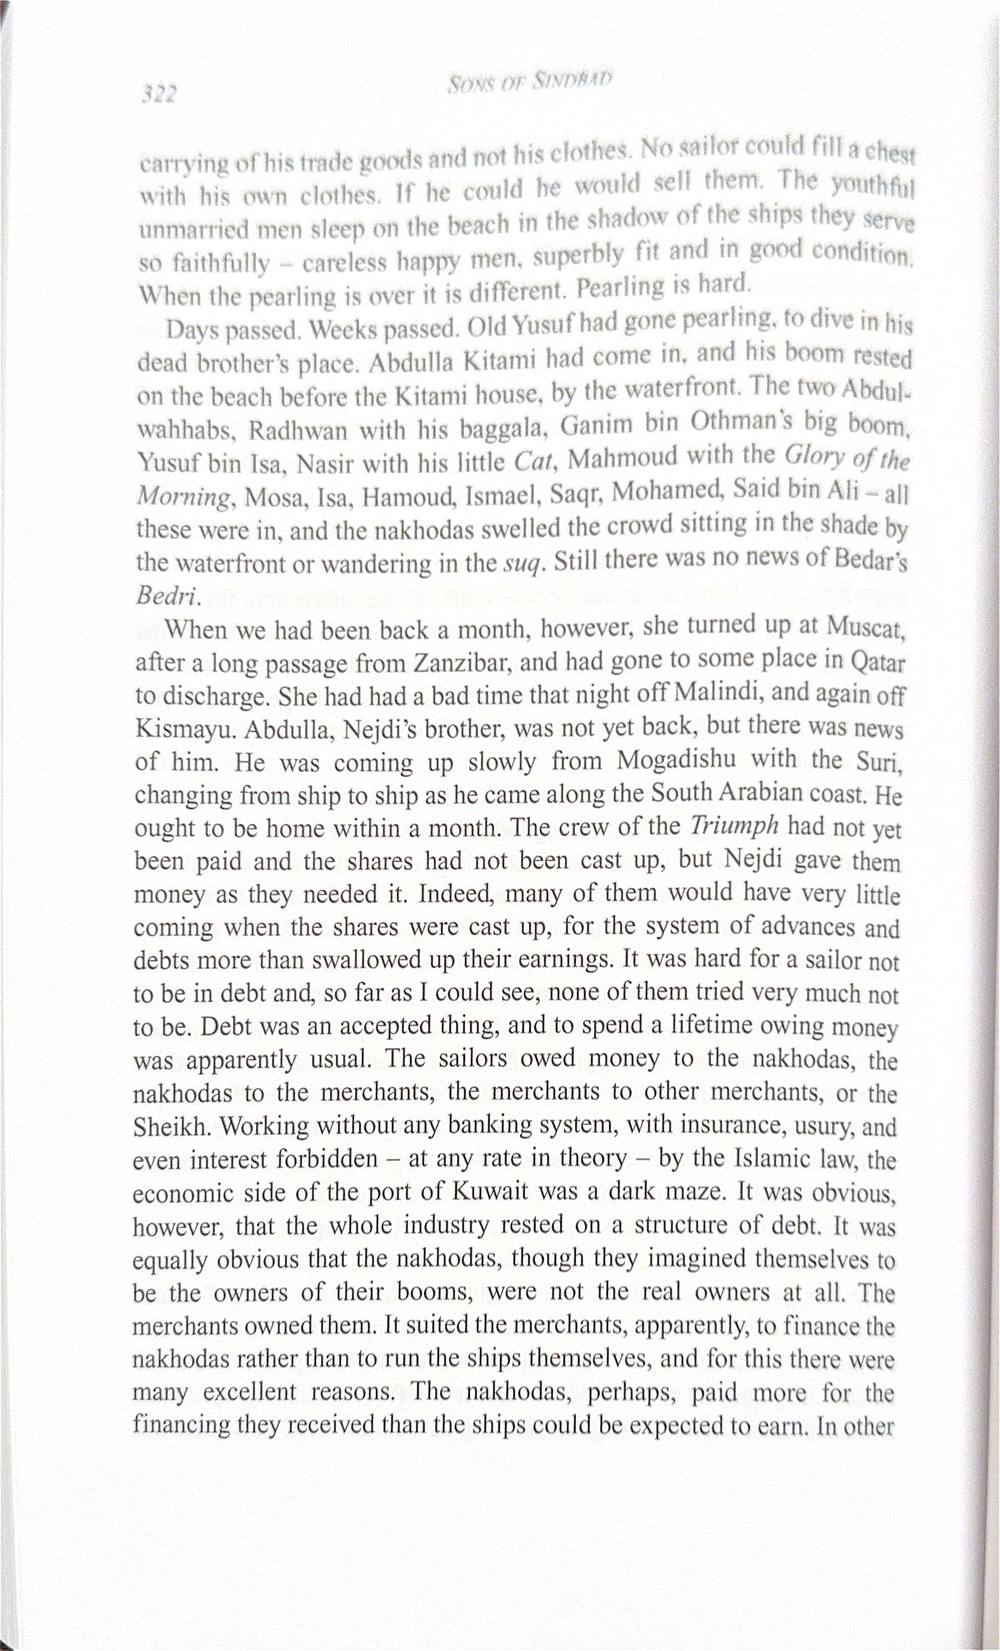 322
SONS OF SINDBAD
carrying of his trade goods and not his clothes. No sailor could fill a chest
with his own clothes. If he could he would sell them. The youthful
unmarried men sleep on the beach in the shadow of the ships they serve
so faithfully – careless happy men, superbly fit and in good condition.
When the pearling is over it is different. Pearling is hard.
Days passed. Weeks passed. Old Yusuf had gone pearling, to dive in his
dead brother's place. Abdulla Kitami had come in, and his boom rested
on the beach before the Kitami house, by the waterfront. The two Abdul-
wahhabs, Radhwan with his baggala, Ganim bin Othman's big boom,
Yusuf bin Isa, Nasir with his little Cat, Mahmoud with the Glory of the
Morning, Mosa, Isa, Hamoud, Ismael, Saqr, Mohamed, Said bin Ali – all
these were in, and the nakhodas swelled the crowd sitting in the shade by
the waterfront or wandering in the suq. Still there was no news of Bedar's
Bedri.
When we had been back a month, however, she turned up at Muscat,
after a long passage from Zanzibar, and had gone to some place in Qatar
to discharge. She had had a bad time that night off Malindi, and again off
Kismayu. Abdulla, Nejdi's brother, was not yet back, but there was news
of him. He was coming up slowly from Mogadishu with the Suri,
changing from ship to ship as he came along the South Arabian coast. He
ought to be home within a month. The crew of the Triumph had not yet
been paid and the shares had not been cast up, but Nejdi gave them
money as they needed it. Indeed, many of them would have very little
coming when the shares were cast up, for the system of advances and
debts more than swallowed up their earnings. It was hard for a sailor not
to be in debt and, so far as I could see, none of them tried very much not
to be. Debt was an accepted thing, and to spend a lifetime owing money
was apparently usual. The sailors owed money to the nakhodas, the
nakhodas to the merchants, the merchants to other merchants, or the
Sheikh. Working without any banking system, with insurance, usury, and
even interest forbidden – at any rate in theory – by the Islamic law, the
economic side of the port of Kuwait was a dark maze. It was obvious,
however, that the whole industry rested on a structure of debt. It was
equally obvious that the nakhodas, though they imagined themselves to
be the owners of their booms, were not the real owners at all. The
merchants owned them. It suited the merchants, apparently, to finance the
nakhodas rather than to run the ships themselves, and for this there were
many excellent reasons. The nakhodas, perhaps, paid more for the
financing they received than the ships could be expected to earn. In other